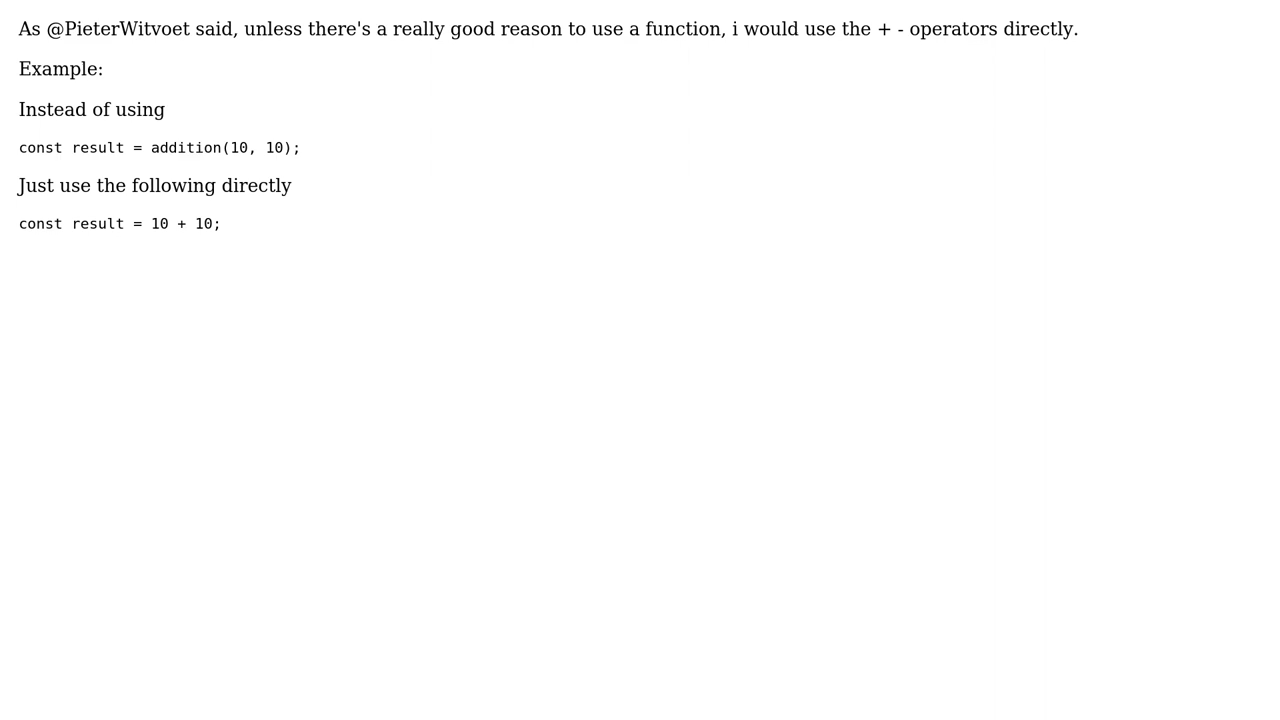 As @PieterWitvoet said, unless there's a really good reason to use a function, i would use the + - operators directly.
Example:
Instead of using
const result = addition(10, 10);
Just use the following directly
const result = 10 + 10;